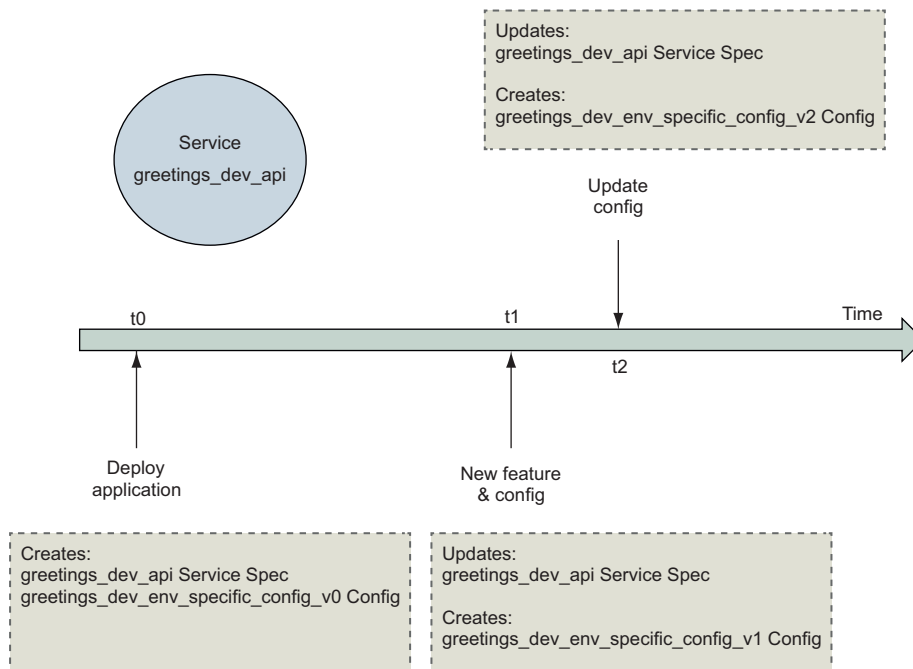 Updates:
greetings_dev_api Service Spec
Creates:
greetings_dev_env_specific_config_v2 Config
Service
greetings_dev_api
Update
config
t0
t1
Time
t2
Deploy
application
New feature
& config
Creates:
greetings_dev_api Service Spec
greetings_dev_env_specific_config_v0 Config
Updates:
greetings_dev_api Service Spec
Creates:
greetings_dev_env_specific_config_v1 Config